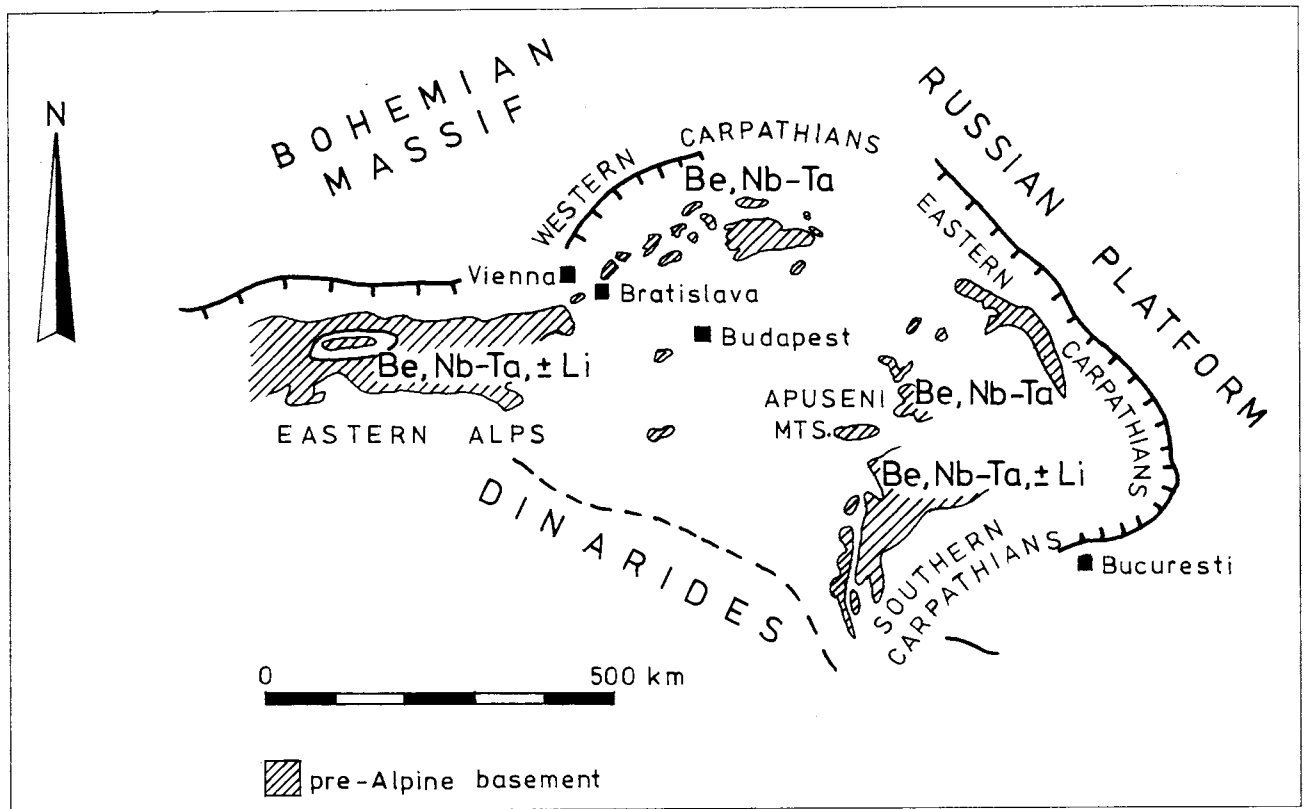 N
BOHEMIAN
MASSIF
RUSSIAN PLATFORM
WESTERN CARPATHIANS
Be, Nb-Ta
EASTERN CARPATHIANS
Vienna
Bratislava
Budapest
Be, Nb-Ta, ± Li
APUSENI
MTS.
Be, Nb-Ta
EASTERN ALPS
Be, Nb-Ta, ± Li
DINARIDES
SOUTHERN
CARPATHIANS
Bucuresti
0 500 km
pre-Alpine basement